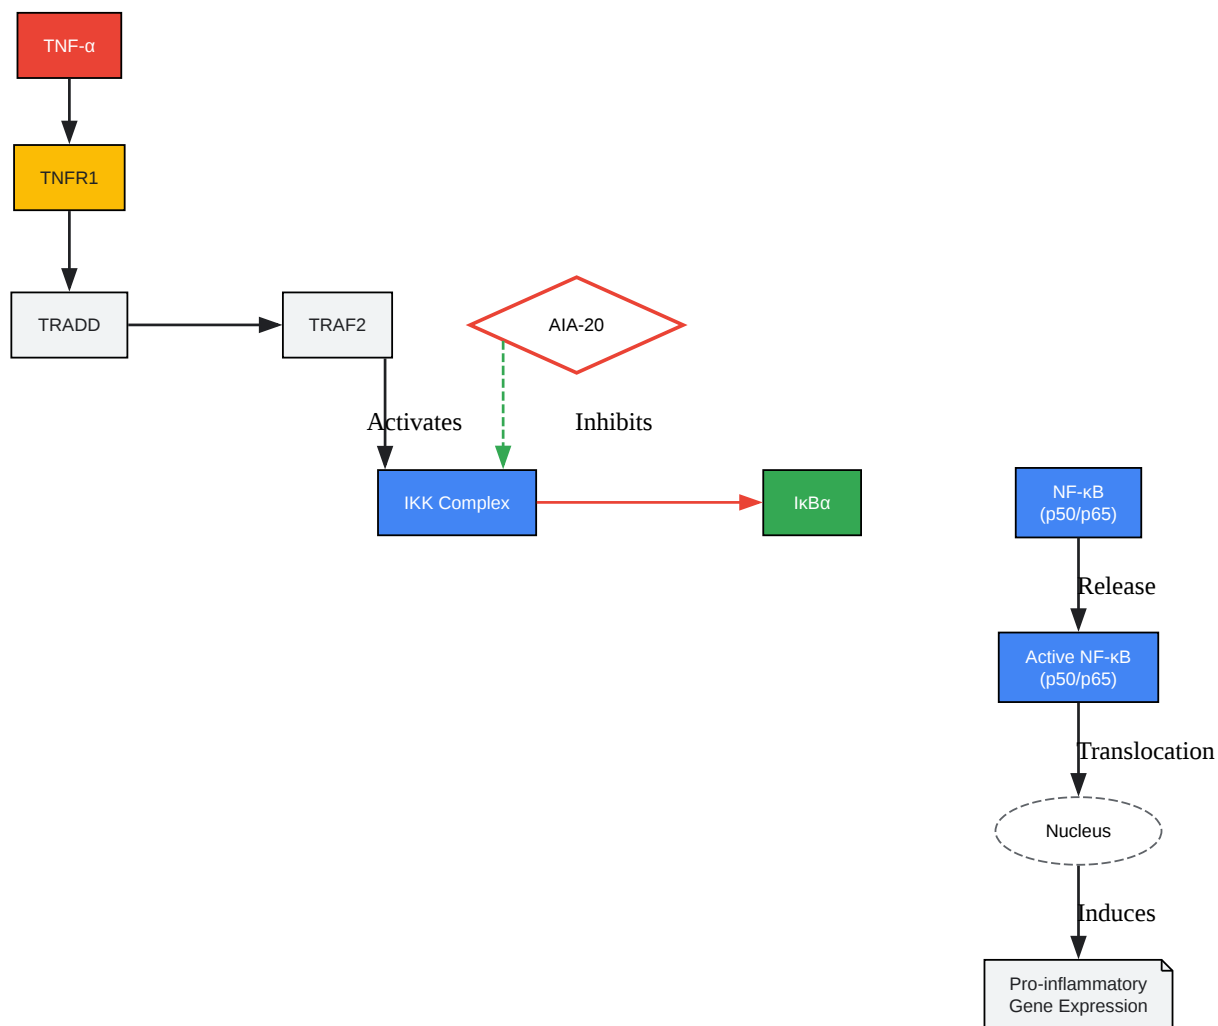 TNF-α
TNFR1
TRADD
TRAF2
AIA-20
Activates
Inhibits
IKK Complex
IκBα
NF-κB
(p50/p65)
Release
Active NF-κB
(p50/p65)
Translocation
Nucleus
Induces
Pro-inflammatory
Gene Expression